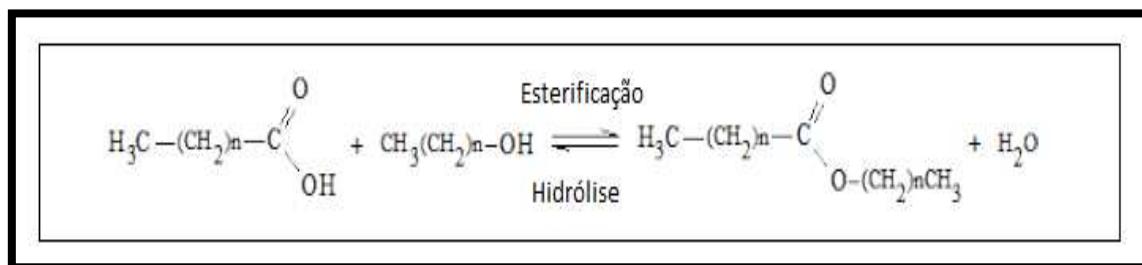 O O
Esterificação
H₃C–(CH₂)n–C + CH₃(CH₂)n–OH ⇌ H₃C–(CH₂)n–C + H₂O
OH Hidrólise O–(CH₂)nCH₃